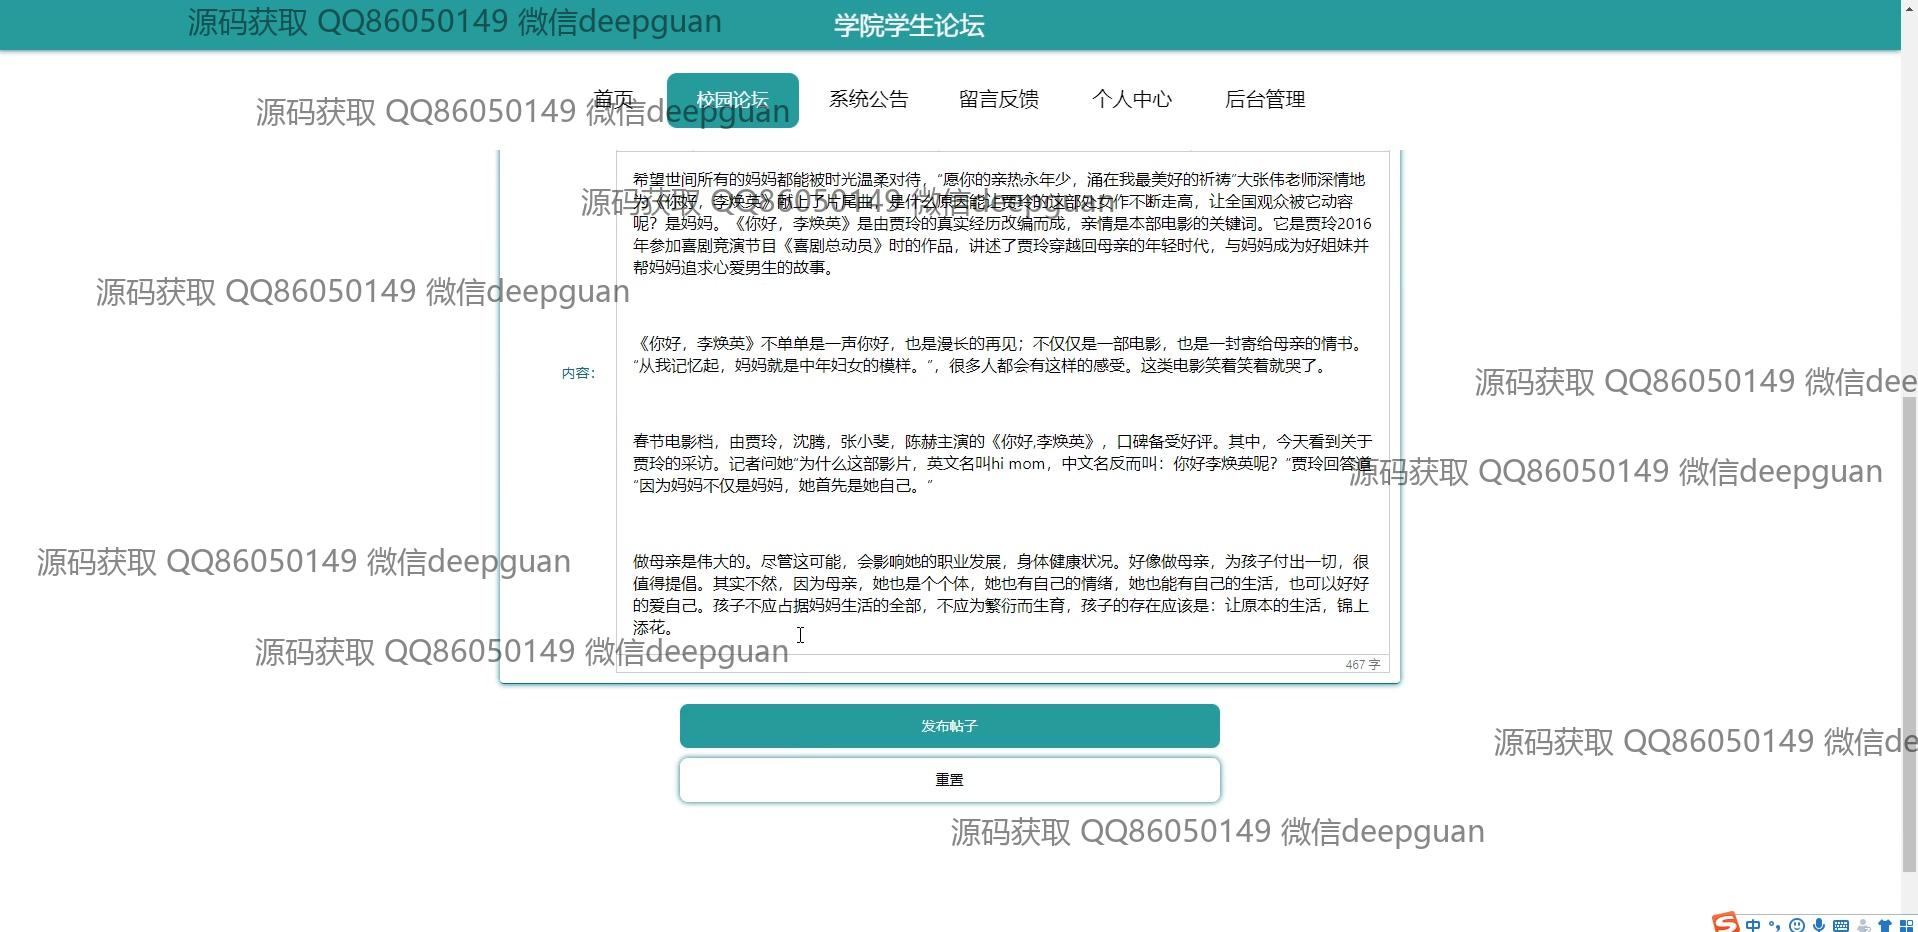 源码获取 QQ86050149 微信deepguan
学院学生论坛
首页
校园论坛
系统公告
留言反馈
个人中心
后台管理
源码获取 QQ86050149 微信deepguan
希望世间所有的妈妈都能被时光温柔对待，“愿你的亲热永年少，涌在我最美好的祈祷”大张伟老师深情地
为《你好，李焕英》献上了片尾曲。是什么原因能让贾玲的这部处女作不断走高，让全国观众被它动容
呢？是妈妈。《你好，李焕英》是由贾玲的真实经历改编而成，亲情是本部电影的关键词。它是贾玲2016
年参加喜剧竞演节目《喜剧总动员》时的作品，讲述了贾玲穿越回母亲的年轻时代，与妈妈成为好姐妹并
帮妈妈追求心爱男生的故事。
源码获取 QQ86050149 微信deepguan
源码获取 QQ86050149 微信deepguan
《你好，李焕英》不单单是一声你好，也是漫长的再见；不仅仅是一部电影，也是一封寄给母亲的情书。
“从我记忆起，妈妈就是中年妇女的模样。”，很多人都会有这样的感受。这类电影笑着笑着就哭了。
内容：
源码获取 QQ86050149 微信dee
春节电影档，由贾玲，沈腾，张小斐，陈赫主演的《你好,李焕英》，口碑备受好评。其中，今天看到关于
贾玲的采访。记者问她“为什么这部影片，英文名叫hi mom，中文名反而叫：你好李焕英呢？”贾玲回答道
“因为妈妈不仅是妈妈，她首先是她自己。”
源码获取 QQ86050149 微信deepguan
源码获取 QQ86050149 微信deepguan
做母亲是伟大的。尽管这可能，会影响她的职业发展，身体健康状况。好像做母亲，为孩子付出一切，很
值得提倡。其实不然，因为母亲，她也是个个体，她也有自己的情绪，她也能有自己的生活，也可以好好
的爱自己。孩子不应占据妈妈生活的全部，不应为繁衍而生育，孩子的存在应该是：让原本的生活，锦上
添花。
源码获取 QQ86050149 微信deepguan
467 字
发布帖子
源码获取 QQ86050149 微信de
重置
源码获取 QQ86050149 微信deepguan
中